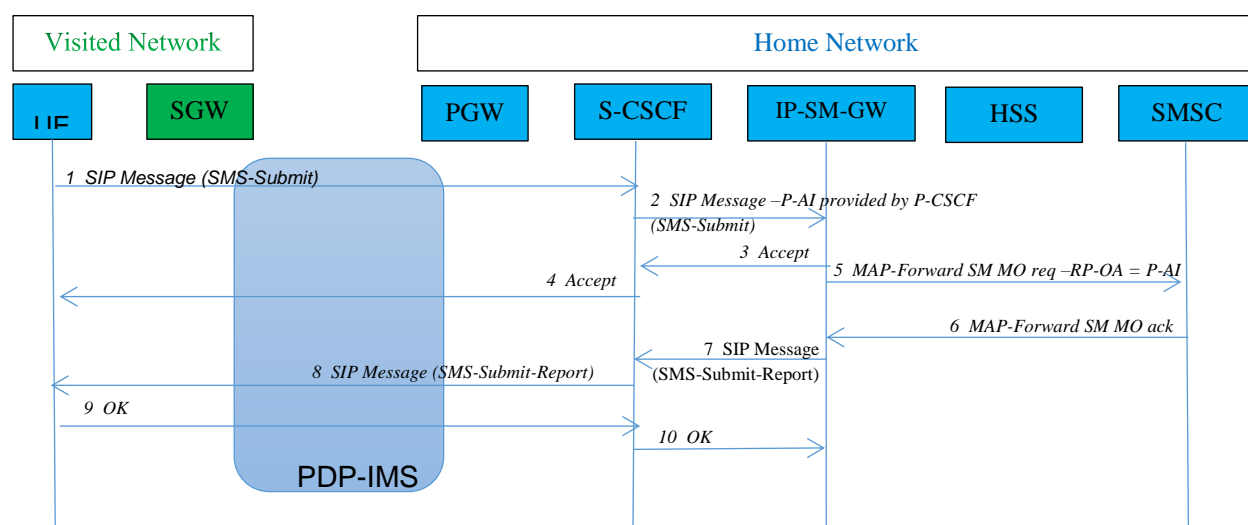 Visited Network
Home Network
SGW
PGW
S-CSCF
IP-SM-GW
HSS
SMSC
1 SIP Message (SMS-Submit)
2 SIP Message –P-AI provided by P-CSCF
(SMS-Submit)
3 Accept
4 Accept
5 MAP-Forward SM MO req –RP-OA = P-AI
6 MAP-Forward SM MO ack
7 SIP Message
(SMS-Submit-Report)
8 SIP Message (SMS-Submit-Report)
9 OK
10 OK
PDP-IMS